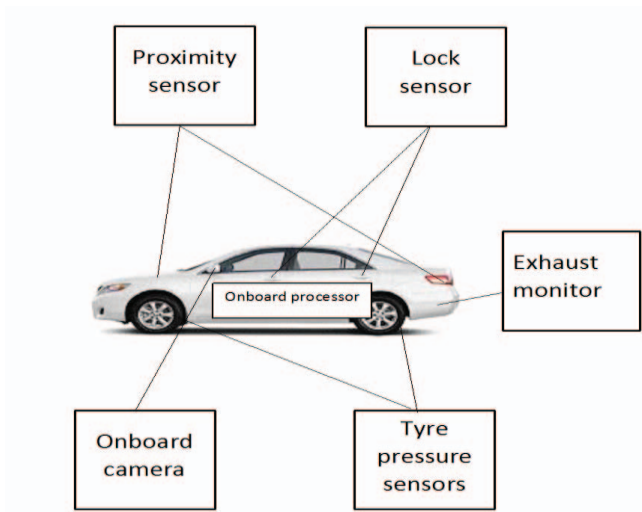 Proximity
sensor
Lock
sensor
Onboard processor
Exhaust
monitor
Onboard
camera
Tyre
pressure
sensors